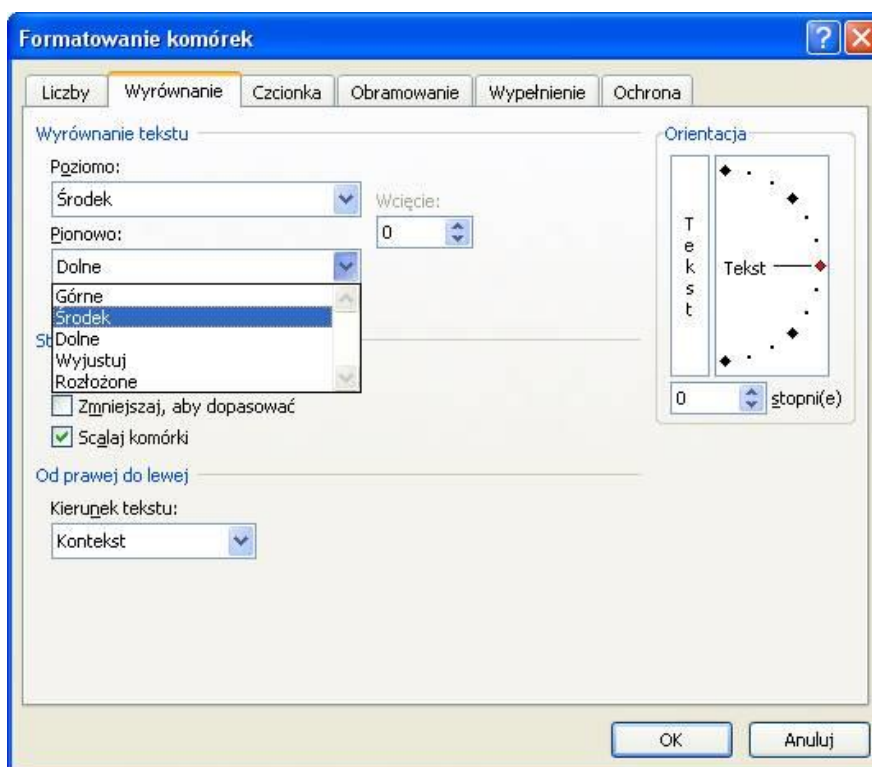 Formatowanie komórek
Liczby Wyrównanie Czcionka Obramowanie Wypełnienie Ochrona
Wyrównanie tekstu
Poziomo:
Środek
Wcięcie:
0
Pionowo:
Dolne
Górne
Środek
Dolne
Wyjustuj
Rozłożone
St
Zmniejszaj, aby dopasować
Scalaj komórki
Od prawej do lewej
Kierunek tekstu:
Kontekst
Orientacja
Tekst
Tekst
0 stopni(e)
OK Anuluj